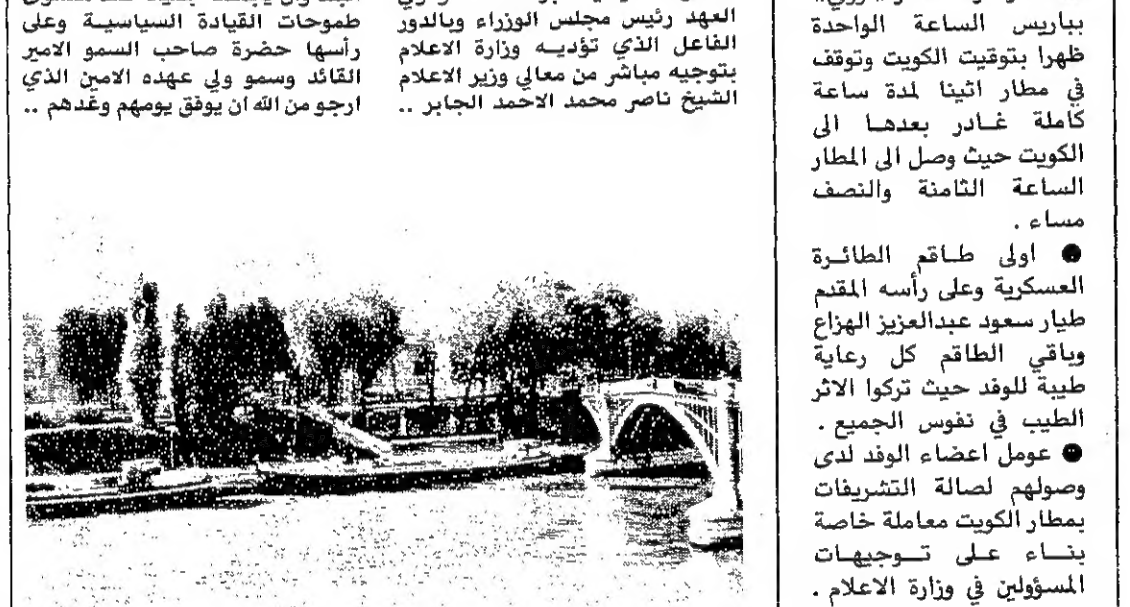 بباريس الساعة الواحدة
ظهرا بتوقيت الكويت وتوقف
في مطار اثينا لمدة ساعة
كاملة غادر بعدها الى
الكويت حيث وصل الى المطار
الساعة الثامنة والنصف
مساء .
● اولى طاقم الطائرة
العسكرية وعلى رأسه المقدم
طيار سعود عبدالعزيز الهزاع
وباقي الطاقم كل رعاية
طيبة للوفد حيث تركوا الاثر
الطيب في نفوس الجميع .
● عومل اعضاء الوفد لدى
وصولهم لصالة التشريفات
بمطار الكويت معاملة خاصة
بناء على توجيهات
المسؤولين في وزارة الاعلام .
العهد رئيس مجلس الوزراء وبالدور
الفاعل الذي تؤديه وزارة الاعلام
بتوجيه مباشر من معالي وزير الاعلام
الشيخ ناصر محمد الاحمد الجابر ..
طموحات القيادة السياسية وعلى
رأسها حضرة صاحب السمو الامير
القائد وسمو ولي عهده الامين الذي
ارجو من الله ان يوفق يومهم وغدهم ..